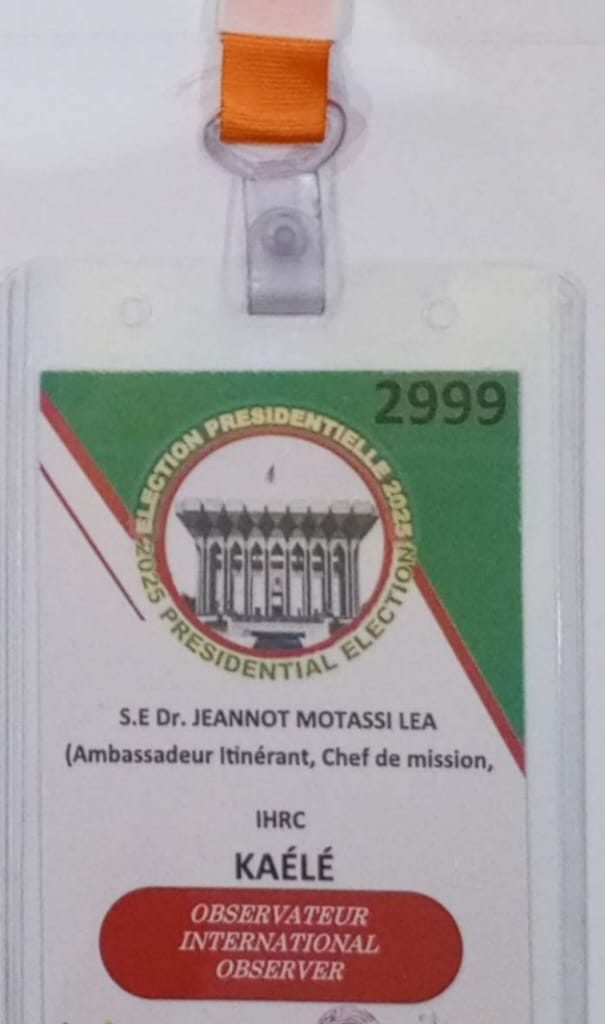 2999
ELECTION PRESIDENTIELLE 2025
2025 PRESIDENTIAL ELECTION
S.E Dr. JEANNOT MOTASSI LEA
(Ambassadeur Itinérant, Chef de mission,
IHRC
KAÉLÉ
OBSERVATEUR
INTERNATIONAL
OBSERVER